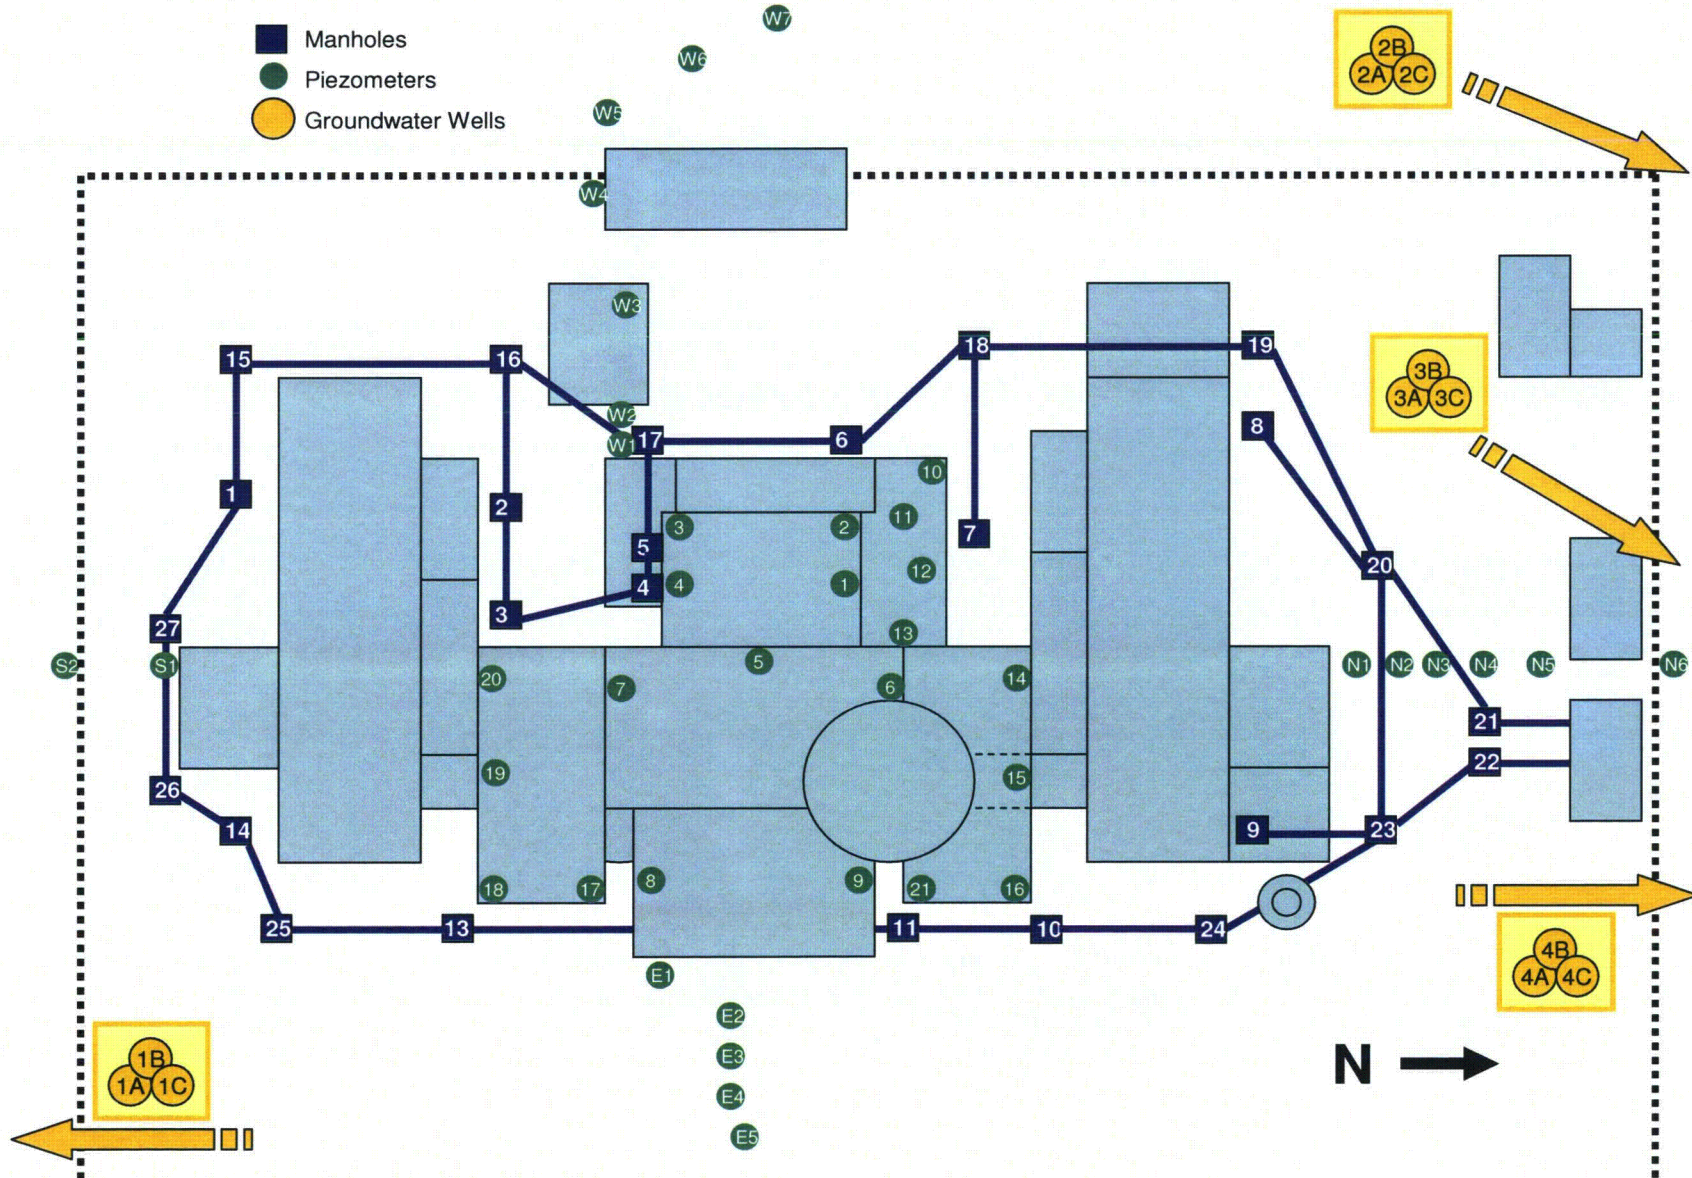 W7
Manholes
W6
2B
Piezometers
2A 2C
W5
Groundwater Wells
W4
W3
15
16
18
19
3B
3A 3C
W2
W1
17
6
8
10
1
2
3
2
11
7
5
4
4
1
12
20
3
27
13
S2
S1
20
7
5
6
14
N1
N2
N3
N4
N5
N6
21
19
15
22
26
14
9
23
18
17
8
9
21
16
25
13
11
10
24
4B
4A 4C
E1
E2
1B
1A 1C
E3
N
E4
E5